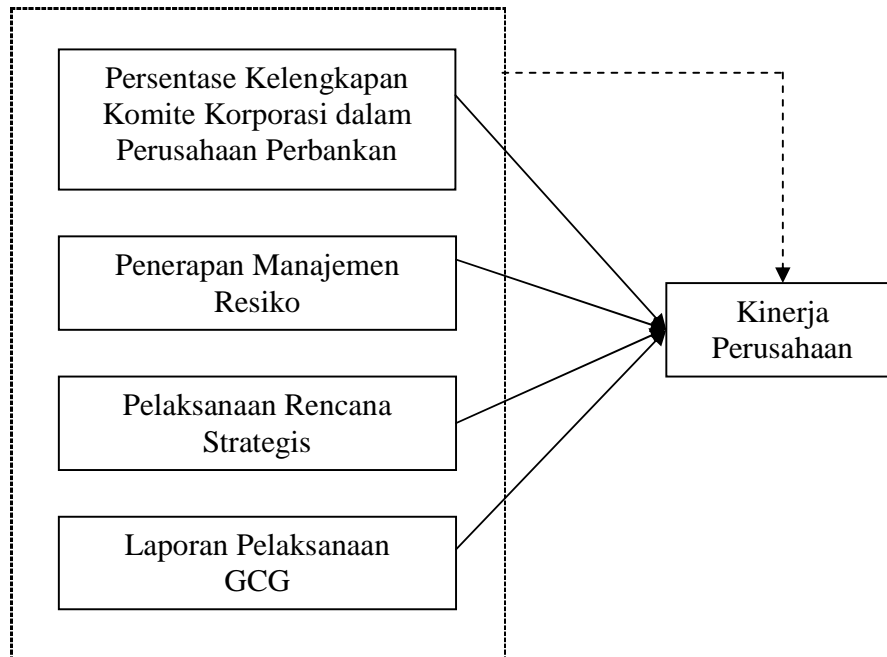 Persentase Kelengkapan
Komite Korporasi dalam
Perusahaan Perbankan
Penerapan Manajemen
Resiko
Pelaksanaan Rencana
Strategis
Laporan Pelaksanaan
GCG
Kinerja
Perusahaan